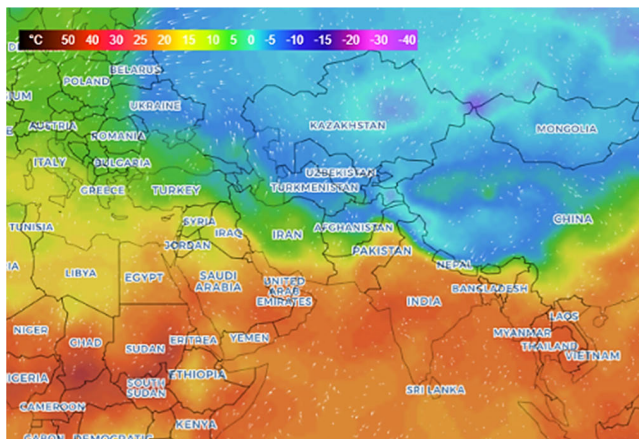 °C 50 40 30 25 20 15 10 5 0 -5 -10 -15 -20 -30 -40
BELARUS
POLAND
UKRAINE
AUSTRIA
KAZAKHSTAN
MONGOLIA
ROMANIA
ITALY
BULGARIA
UZBEKISTAN
GREECE
TURKEY
TURKMENISTAN
TUNISIA
SYRIA
IRAQ
IRAN
AFGHANISTAN
CHINA
JORDAN
PAKISTAN
LIBYA
EGYPT
SAUDI
ARABIA
UNITED
ARAB
EMIRATES
NEPAL
INDIA
BANGLADESH
NIGER
CHAD
SUDAN
ERITREA
YEMEN
LAOS
MYANMAR
THAILAND
VIETNAM
IGERIA
SOUTH
SUDAN
ETHIOPIA
SRI LANKA
CAMEROON
KENYA